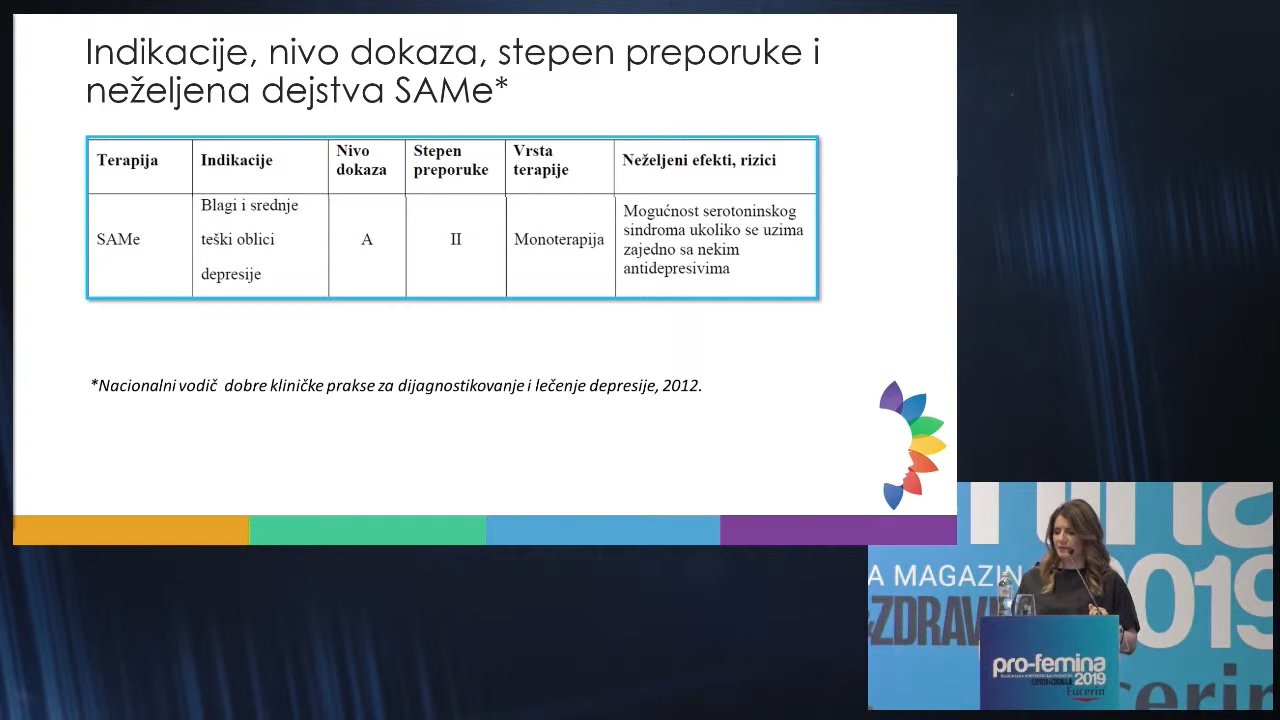 Indikacije, nivo dokaza, stepen preporuke i
neželjena dejstva SAMe*
Terapija
Indikacije
Nivo
dokaza
Stepen
preporuke
Vrsta
terapije
Neželjeni efekti, rizici
SAMe
Blagi i srednje
teški oblici
depresije
A
II
Monoterapija
Mogućnost serotoninskog
sindroma ukoliko se uzima
zajedno sa nekim
antidepresivima
*Nacionalni vodič dobre kliničke prakse za dijagnostikovanje i lečenje depresije, 2012.
A MAGAZIN
2019
pro-femina
2019
Eucerin